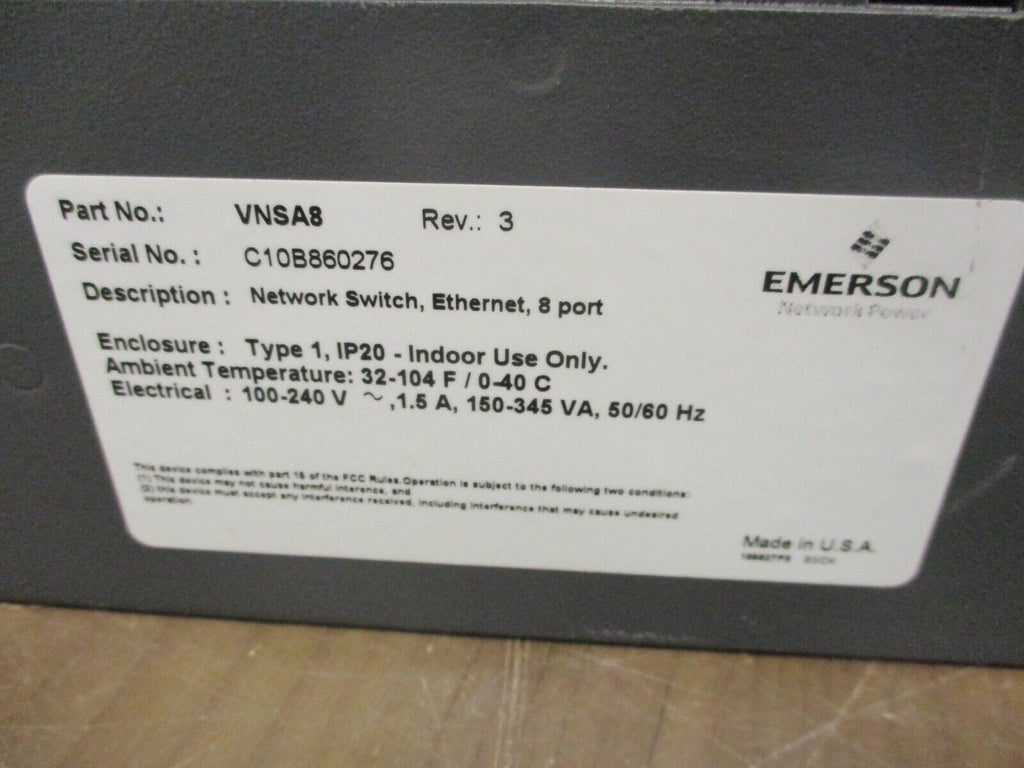 Part No.: VNSA8 Rev.: 3
Serial No. : C10B860276
EMERSON
Network Power
Description : Network Switch, Ethernet, 8 port
Enclosure : Type 1, IP20 - Indoor Use Only.
Ambient Temperature: 32-104 F / 0-40 C
Electrical : 100-240 V ~ ,1.5 A, 150-345 VA, 50/60 Hz
This device complies with part 15 of the FCC Rules.Operation is subject to the following two conditions:
(1) This device may not cause harmful interence, and
(2) this device must accept any interference received, including interference that may cause undesired
operation.
Made in U.S.A.